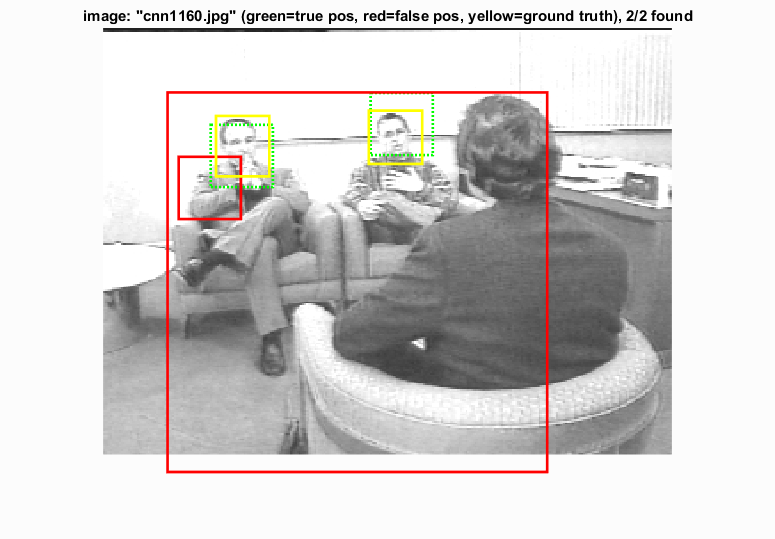 image: "cnn1160.jpg" (green=true pos, red=false pos, yellow=ground truth), 2/2 found